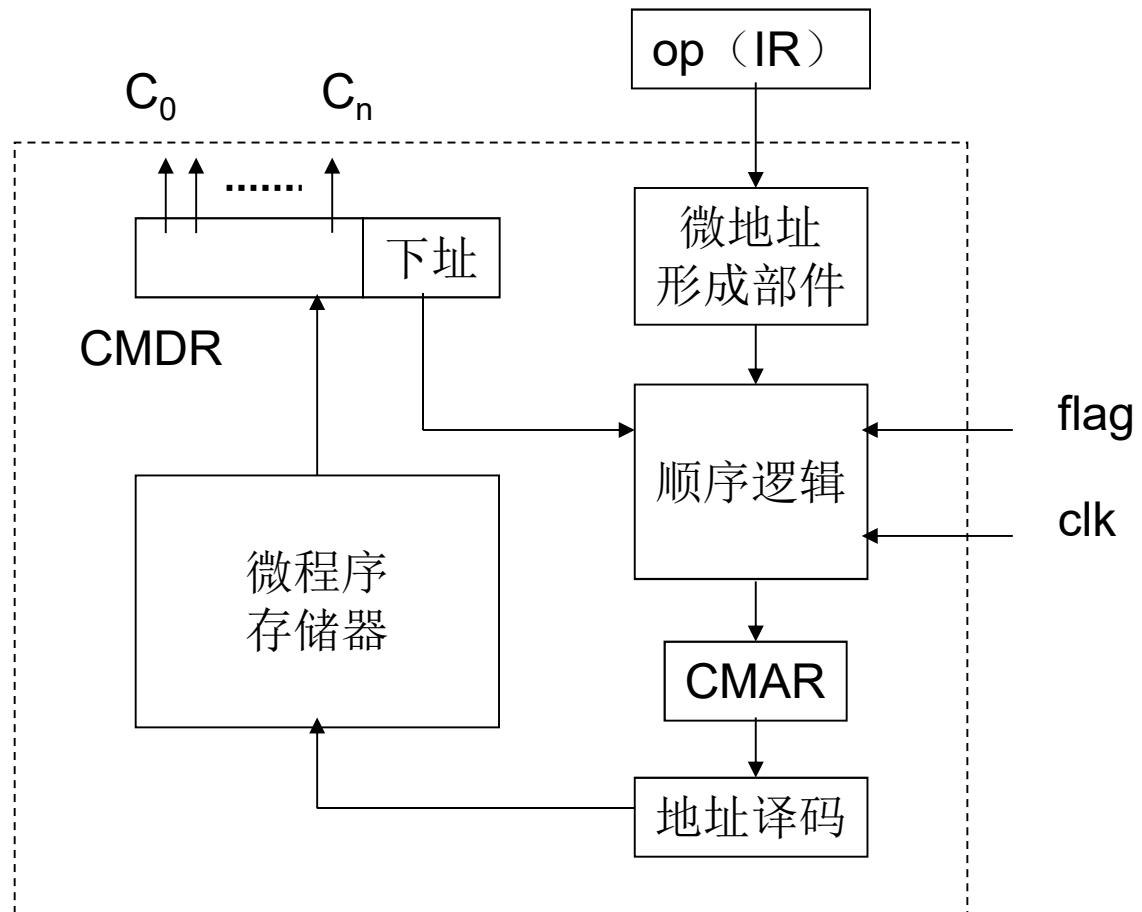 op（IR）
C0
Cn
.......
微地址
形成部件
下址
CMDR
flag
顺序逻辑
clk
微程序
存储器
CMAR
地址译码